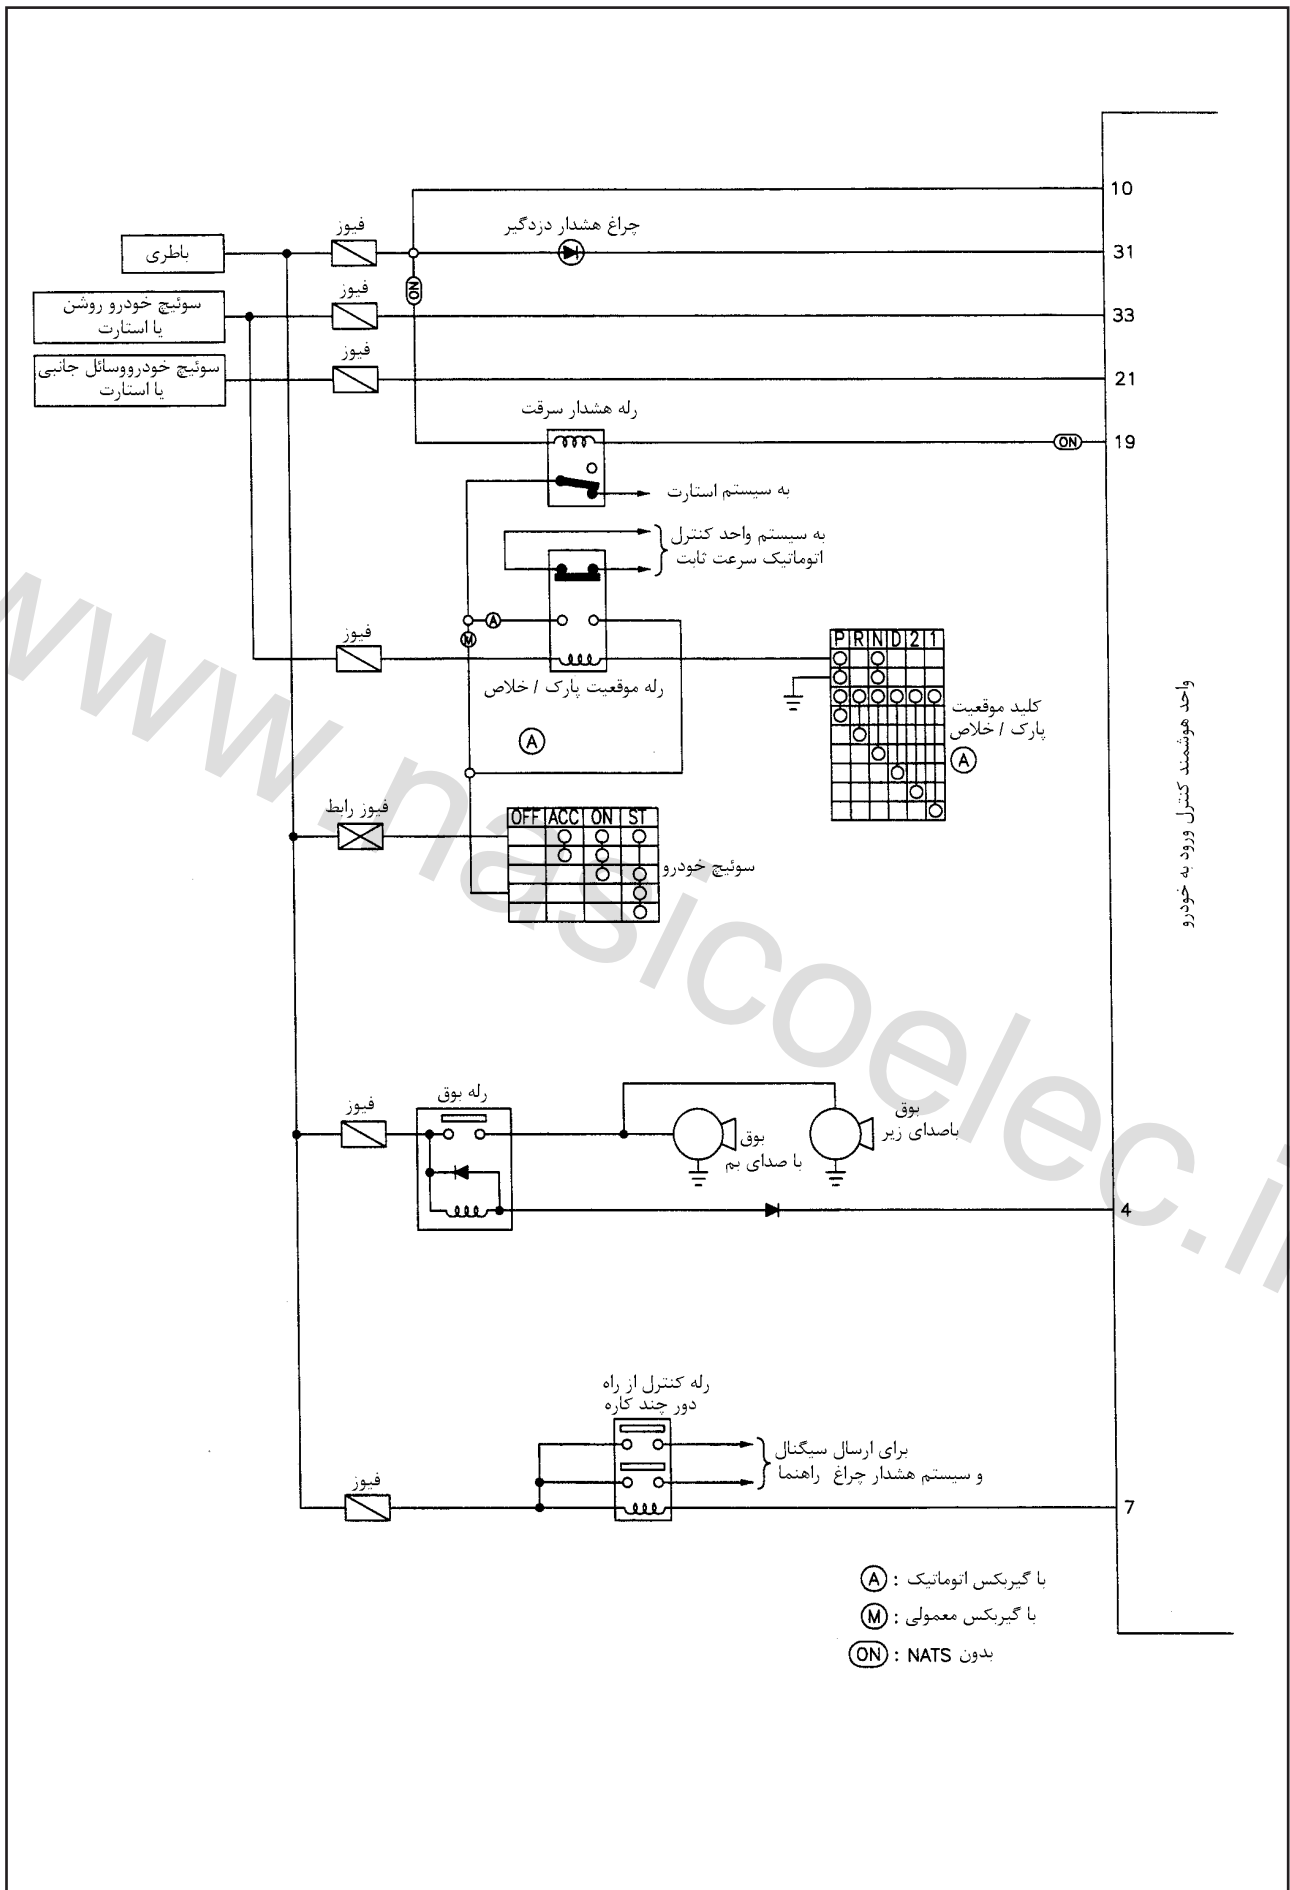 10
چراغ هشدار دزدگیر
فیوز
باطری
31
ON
فیوز
سوئیچ خودرو روشن
یا استارت
33
فیوز
سوئیچ خودرووسائل جانبی
یا استارت
21
رله هشدار سرقت
ON
19
به سیستم استارت
به سیستم واحد کنترل
اتوماتیک سرعت ثابت
A
M
فیوز
P R N D 2 1
رله موقعیت پارک / خلاص
A
کلید موقعیت
پارک / خلاص
A
واحد هوشمند کنترل ورود به خودرو
فیوز رابط
OFF ACC ON ST
سوئیچ خودرو
رله بوق
فیوز
بوق
با صدای بم
بوق
باصدای زیر
4
رله کنترل از راه
دور چند کاره
برای ارسال سیگنال
و سیستم هشدار چراغ راهنما
فیوز
7
با گیربکس اتوماتیک : A
با گیربکس معمولی : M
بدون NATS : ON
www.nasicoelec.ir